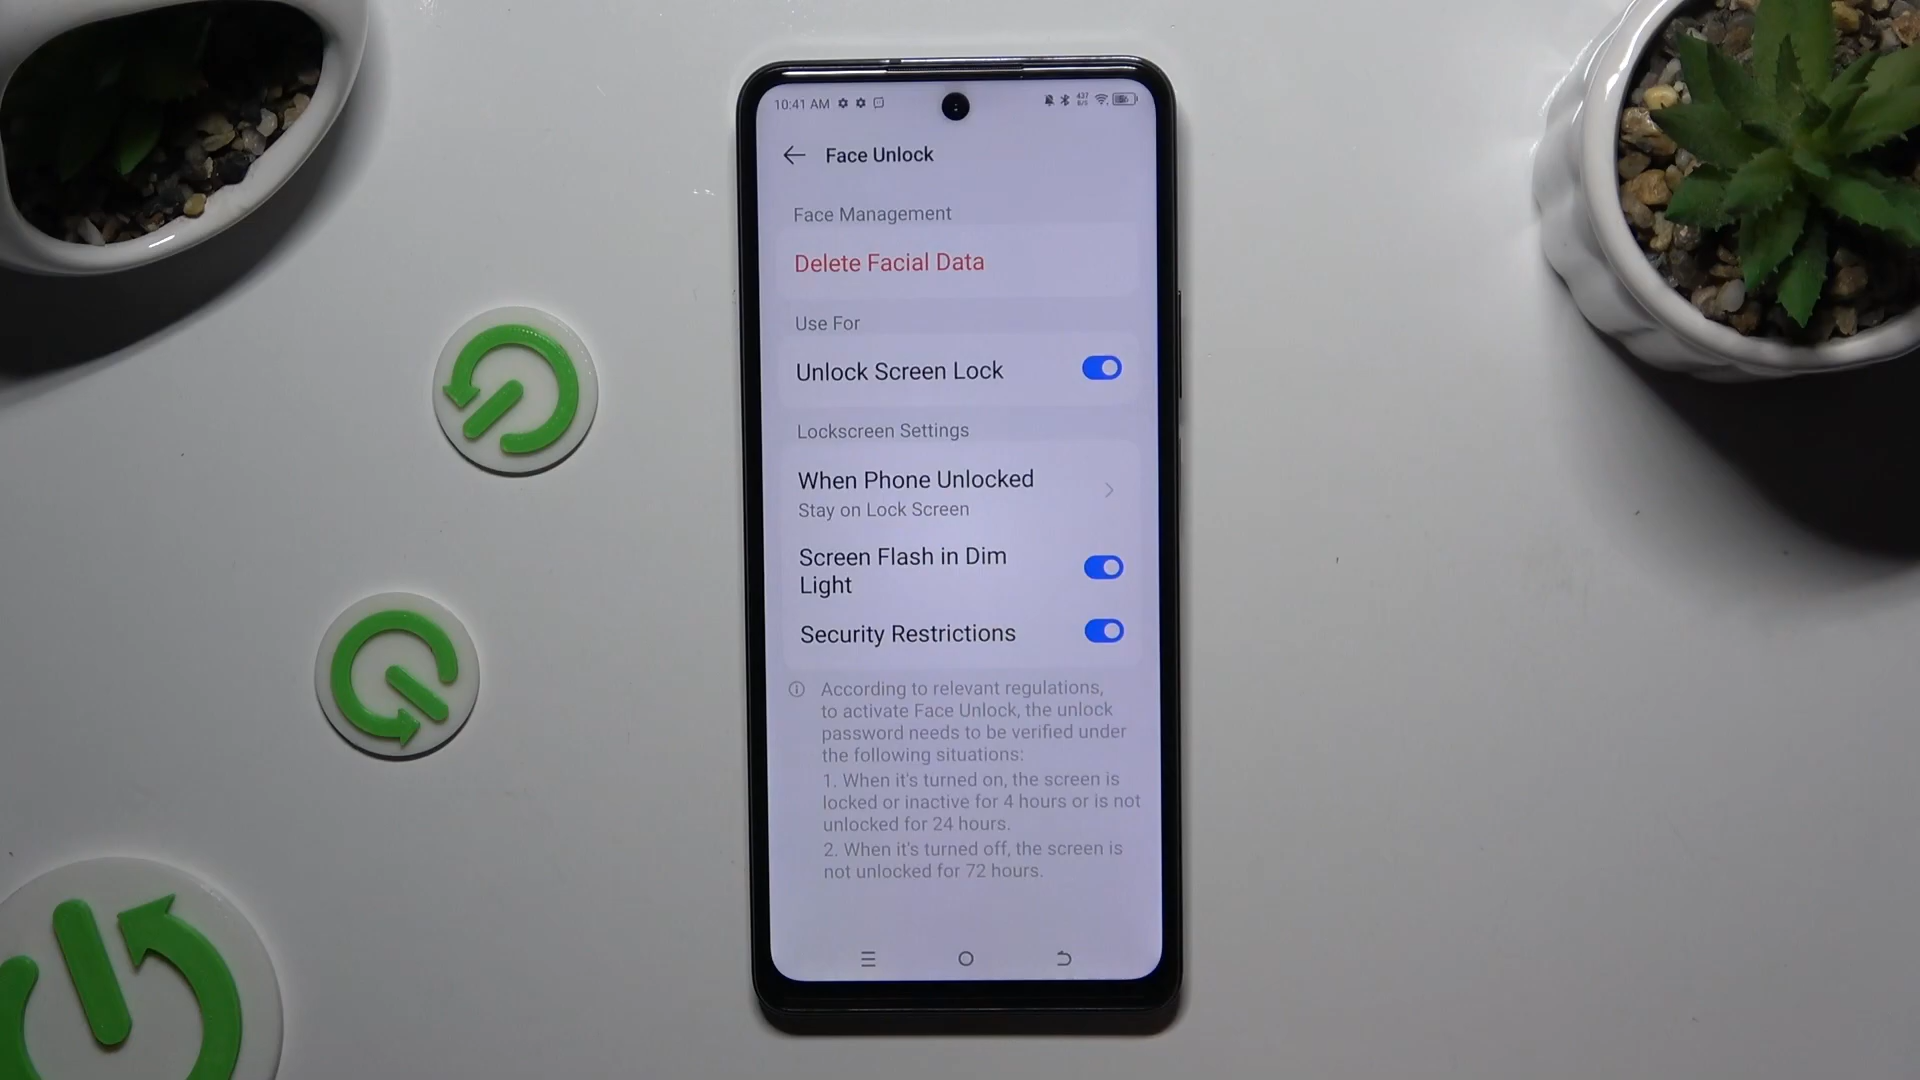 10:41 AM
437
B/S
Face Unlock
Face Management
Delete Facial Data
Use For
Unlock Screen Lock
Lockscreen Settings
When Phone Unlocked
Stay on Lock Screen
Screen Flash in Dim
Light
Security Restrictions
According to relevant regulations,
to activate Face Unlock, the unlock
password needs to be verified under
the following situations:
1. When it's turned on, the screen is
locked or inactive for 4 hours or is not
unlocked for 24 hours.
2. When it's turned off, the screen is
not unlocked for 72 hours.